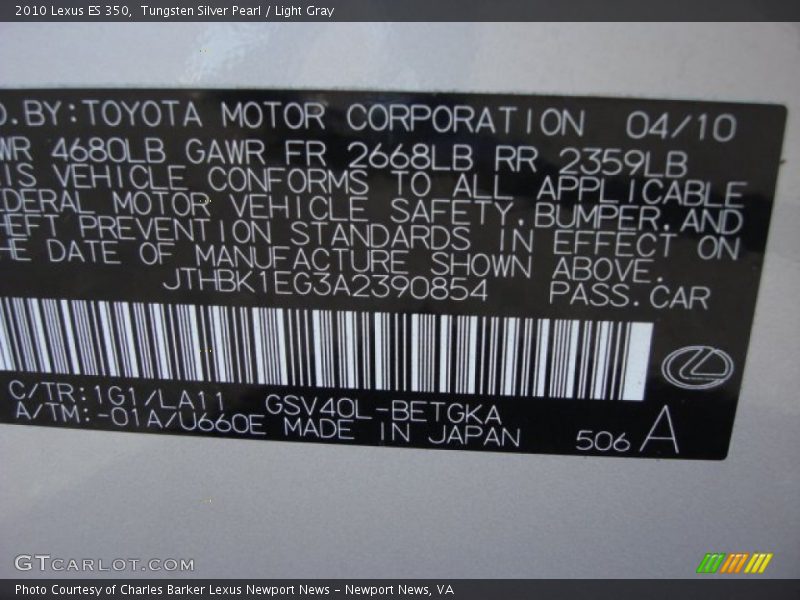 2010 Lexus ES 350, Tungsten Silver Pearl / Light Gray
D.BY:TOYOTA MOTOR CORPORATION 04/10
WR 4680LB GAWR FR 2668LB RR 2359LB
IS VEHICLE CONFORMS TO ALL APPLICABLE
DERAL MOTOR VEHICLE SAFETY,BUMPER,AND
HEFT PREVENTION STANDARDS IN EFFECT ON
HE DATE OF MANUFACTURE SHOWN ABOVE.
JTHBK1EG3A2390854 PASS.CAR
C/TR:1G1/LA11 GSV40L-BETGKA
A/TM:-01A/U660E MADE IN JAPAN 506 A
GTCARLOT.COM
Photo Courtesy of Charles Barker Lexus Newport News – Newport News, VA